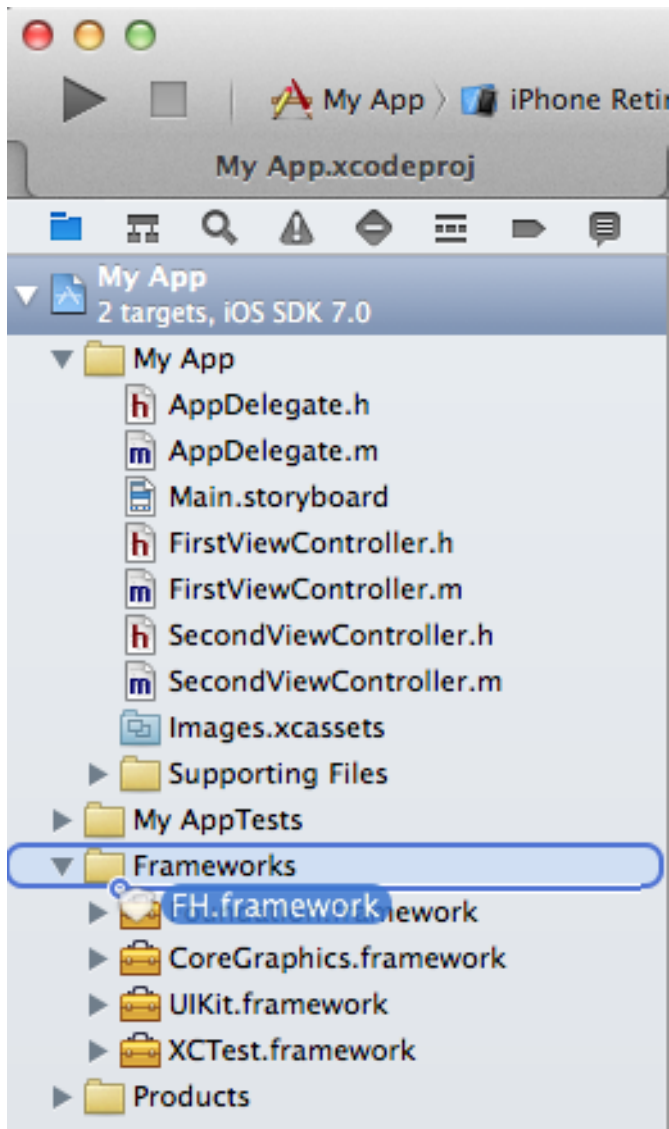 My App
iPhone Reti
My App.xcodeproj
My App
2 targets, iOS SDK 7.0
My App
h AppDelegate.h
m AppDelegate.m
Main.storyboard
h FirstViewController.h
m FirstViewController.m
h SecondViewController.h
m SecondViewController.m
Images.xcassets
Supporting Files
My AppTests
Frameworks
FH.framework
ework
CoreGraphics.framework
UIKit.framework
XCTest.framework
Products